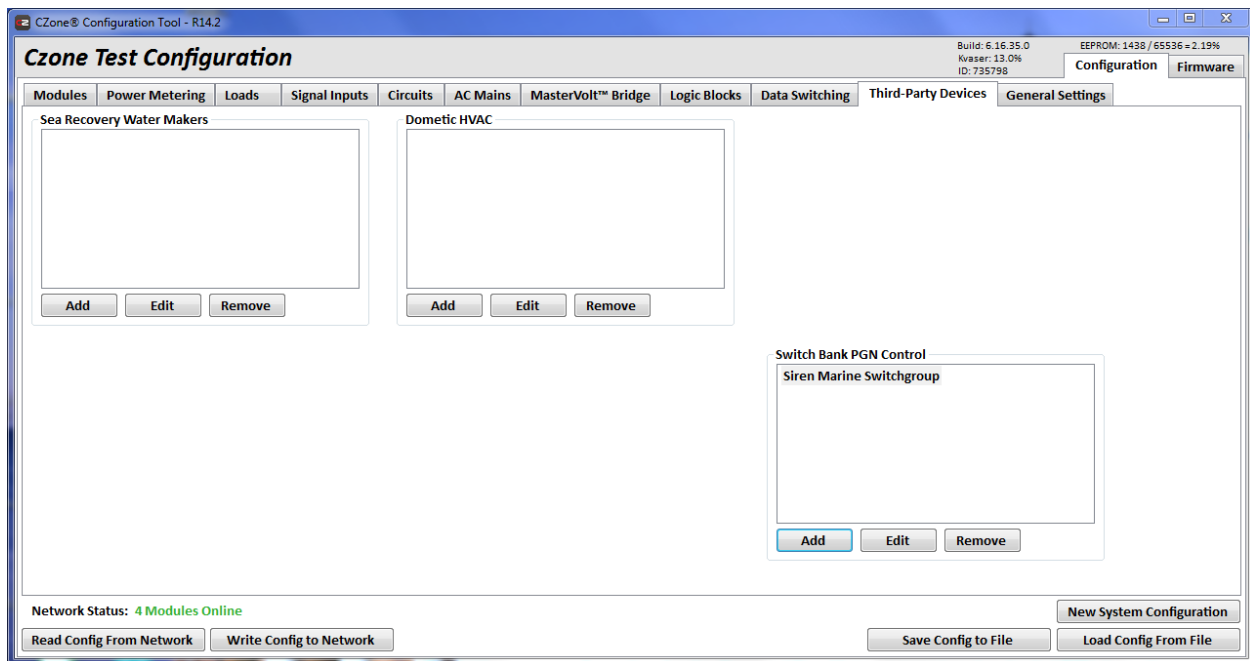 CZone® Configuration Tool - R14.2
Czone Test Configuration
Build: 6.16.35.0
Kvaser: 13.0%
ID: 735798
EEPROM: 1438 / 65536 = 2.19%
Configuration Firmware
Modules Power Metering Loads Signal Inputs Circuits AC Mains MasterVolt™ Bridge Logic Blocks Data Switching Third-Party Devices General Settings
Sea Recovery Water Makers
Add Edit Remove
Dometic HVAC
Add Edit Remove
Switch Bank PGN Control
Siren Marine Switchgroup
Add Edit Remove
Network Status: 4 Modules Online
New System Configuration
Read Config From Network Write Config to Network Save Config to File Load Config From File